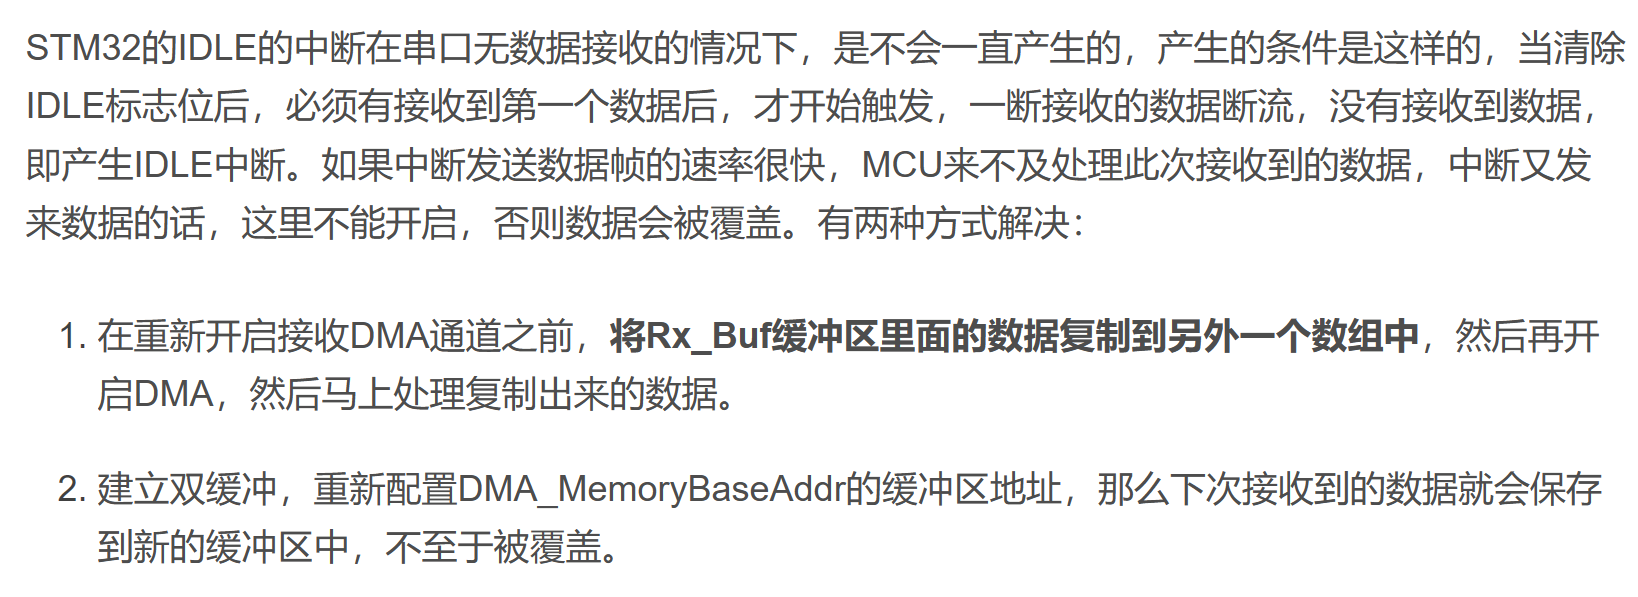 STM32的IDLE的中断在串口无数据接收的情况下，是不会一直产生的，产生的条件是这样的，当清除
IDLE标志位后，必须有接收到第一个数据后，才开始触发，一断接收的数据断流，没有接收到数据，
即产生IDLE中断。如果中断发送数据帧的速率很快，MCU来不及处理此次接收到的数据，中断又发
来数据的话，这里不能开启，否则数据会被覆盖。有两种方式解决：
1. 在重新开启接收DMA通道之前，将Rx_Buf缓冲区里面的数据复制到另外一个数组中，然后再开
启DMA，然后马上处理复制出来的数据。
2. 建立双缓冲，重新配置DMA_MemoryBaseAddr的缓冲区地址，那么下次接收到的数据就会保存
到新的缓冲区中，不至于被覆盖。